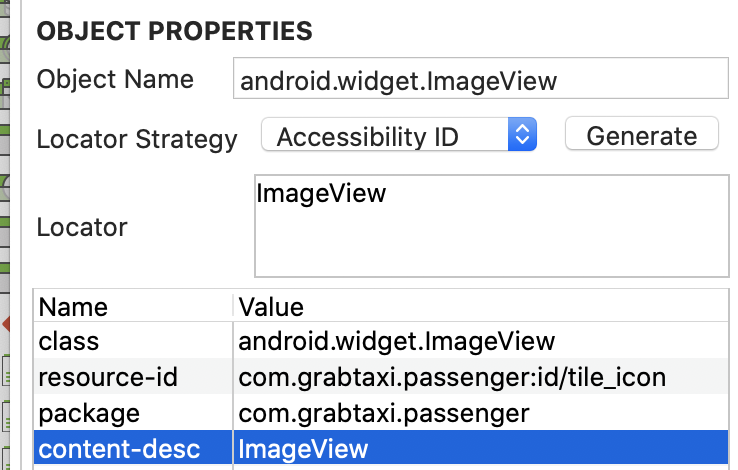 OBJECT PROPERTIES
Object Name android.widget.ImageView
Locator Strategy Accessibility ID Generate
Locator ImageView
Name Value
class android.widget.ImageView
resource-id com.grabtaxi.passenger:id/tile_icon
package com.grabtaxi.passenger
content-desc ImageView